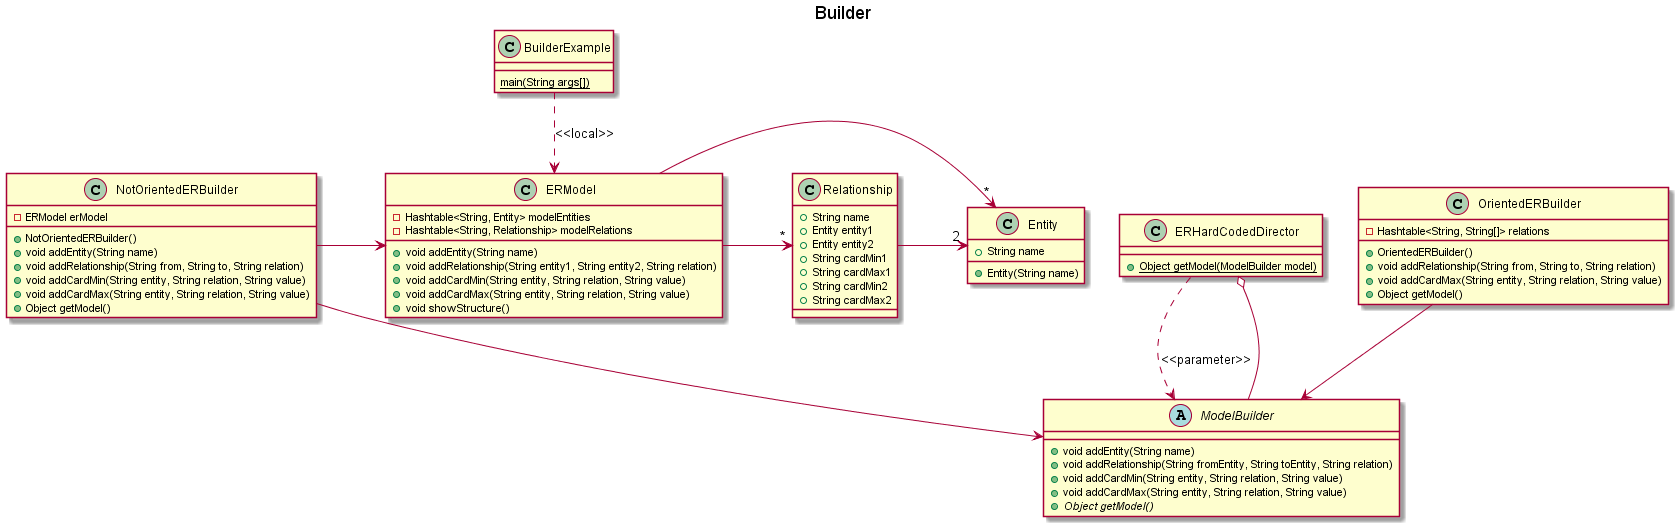 Builder
C BuilderExample
main(String args[])
<<local>>
C NotOrientedERBuilder
ERModel erModel
NotOrientedERBuilder()
void addEntity(String name)
void addRelationship(String from, String to, String relation)
void addCardMin(String entity, String relation, String value)
void addCardMax(String entity, String relation, String value)
Object getModel()
C ERModel
Hashtable<String, Entity> modelEntities
Hashtable<String, Relationship> modelRelations
void addEntity(String name)
void addRelationship(String entity1, String entity2, String relation)
void addCardMin(String entity, String relation, String value)
void addCardMax(String entity, String relation, String value)
void showStructure()
*
C Relationship
String name
Entity entity1
Entity entity2
String cardMin1
String cardMax1
String cardMin2
String cardMax2
*
2
C Entity
String name
Entity(String name)
C ERHardCodedDirector
Object getModel(ModelBuilder model)
C OrientedERBuilder
Hashtable<String, String[]> relations
OrientedERBuilder()
void addRelationship(String from, String to, String relation)
void addCardMax(String entity, String relation, String value)
Object getModel()
<<parameter>>
A ModelBuilder
void addEntity(String name)
void addRelationship(String fromEntity, String toEntity, String relation)
void addCardMin(String entity, String relation, String value)
void addCardMax(String entity, String relation, String value)
Object getModel()